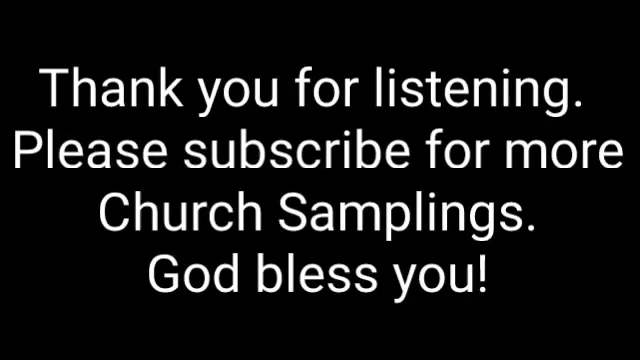 Thank you for listening.
Please subscribe for more
Church Samplings.
God bless you!